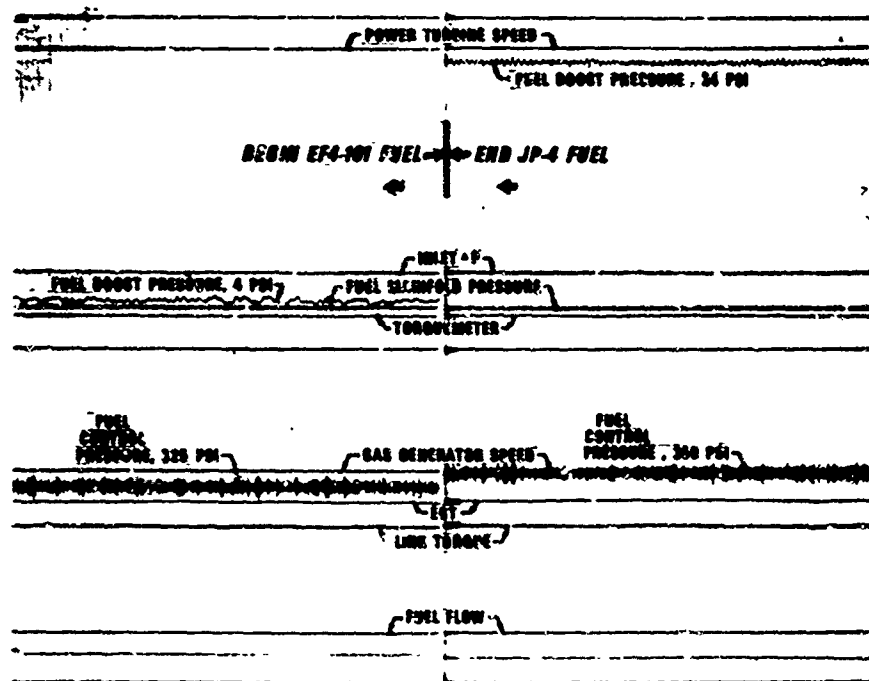 POWER TURBINE SPEED
FUEL BOOST PRESSURE, 34 PSI
BEGIN EF4-101 FUEL
END JP-4 FUEL
INLET °F
FUEL BOOST PRESSURE, 4 PSI
FUEL MANIFOLD PRESSURE
TORQUEMETER
FUEL
CONTROL
PRESSURE, 325 PSI
GAS GENERATOR SPEED
FUEL
CONTROL
PRESSURE, 350 PSI
EGT
LINK TORQUE
FUEL FLOW